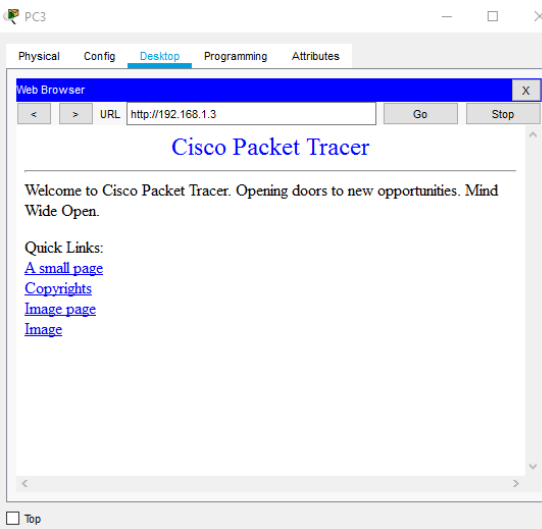 PC3
Physical Config Desktop Programming Attributes
Web Browser X
< > URL http://192.168.1.3 Go Stop
Cisco Packet Tracer
Welcome to Cisco Packet Tracer. Opening doors to new opportunities. Mind
Wide Open.
Quick Links:
A small page
Copyrights
Image page
Image
Top